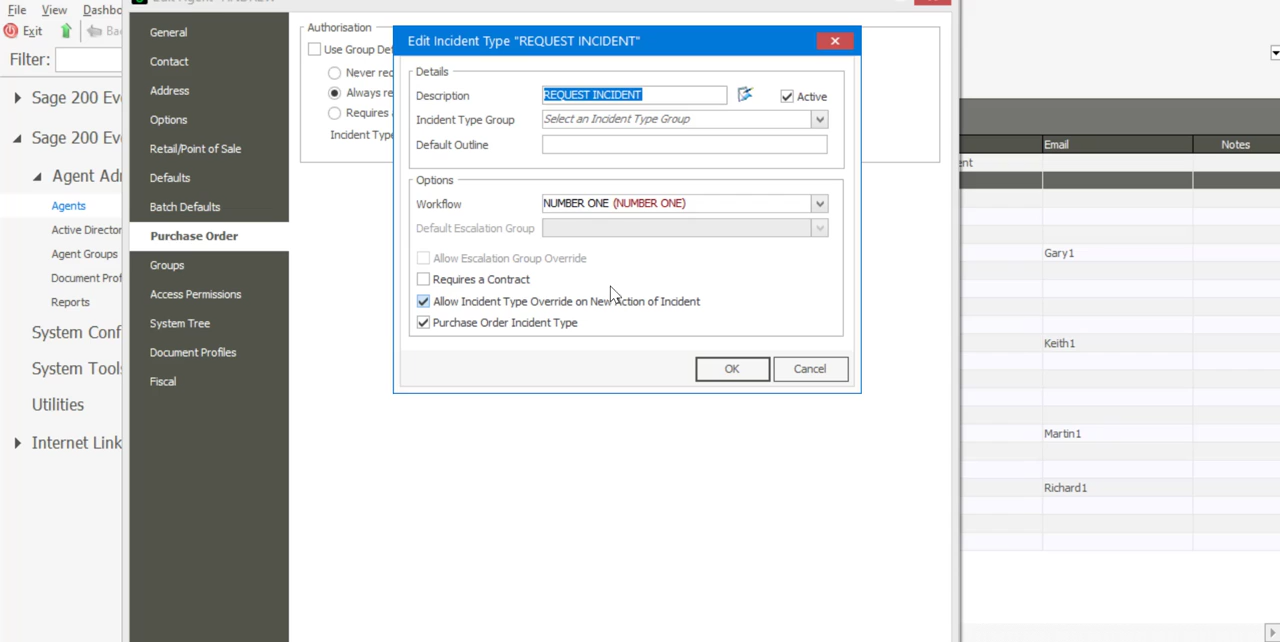 File View Dashbo
Exit Ba
Filter:
Sage 200 Ev
Sage 200 Ev
Agent Ad
Agents
Active Director
Agent Groups
Document Prof
Reports
System Conf
System Tools
Utilities
Internet Link
General
Contact
Address
Options
Retail/Point of Sale
Defaults
Batch Defaults
Purchase Order
Groups
Access Permissions
System Tree
Document Profiles
Fiscal
Authorisation
Use Group De
Never rec
Always re
Requires
Incident Type
Edit Incident Type "REQUEST INCIDENT"
Details
Description REQUEST INCIDENT Active
Incident Type Group Select an Incident Type Group
Default Outline
Options
Workflow NUMBER ONE (NUMBER ONE)
Default Escalation Group
Allow Escalation Group Override
Requires a Contract
Allow Incident Type Override on New Action of Incident
Purchase Order Incident Type
OK Cancel
Email Notes
ent
Gary1
Keith1
Martin1
Richard1